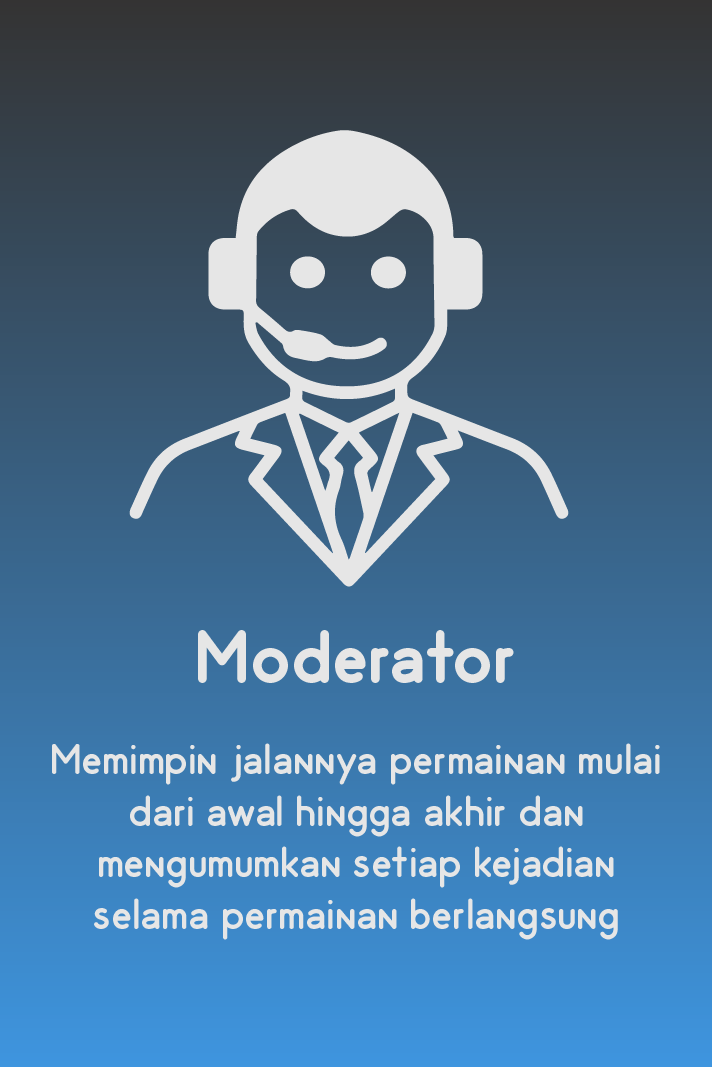 Moderator
Memimpin jalannya permainan mulai
dari awal hingga akhir dan
mengumumkan setiap kejadian
selama permainan berlangsung